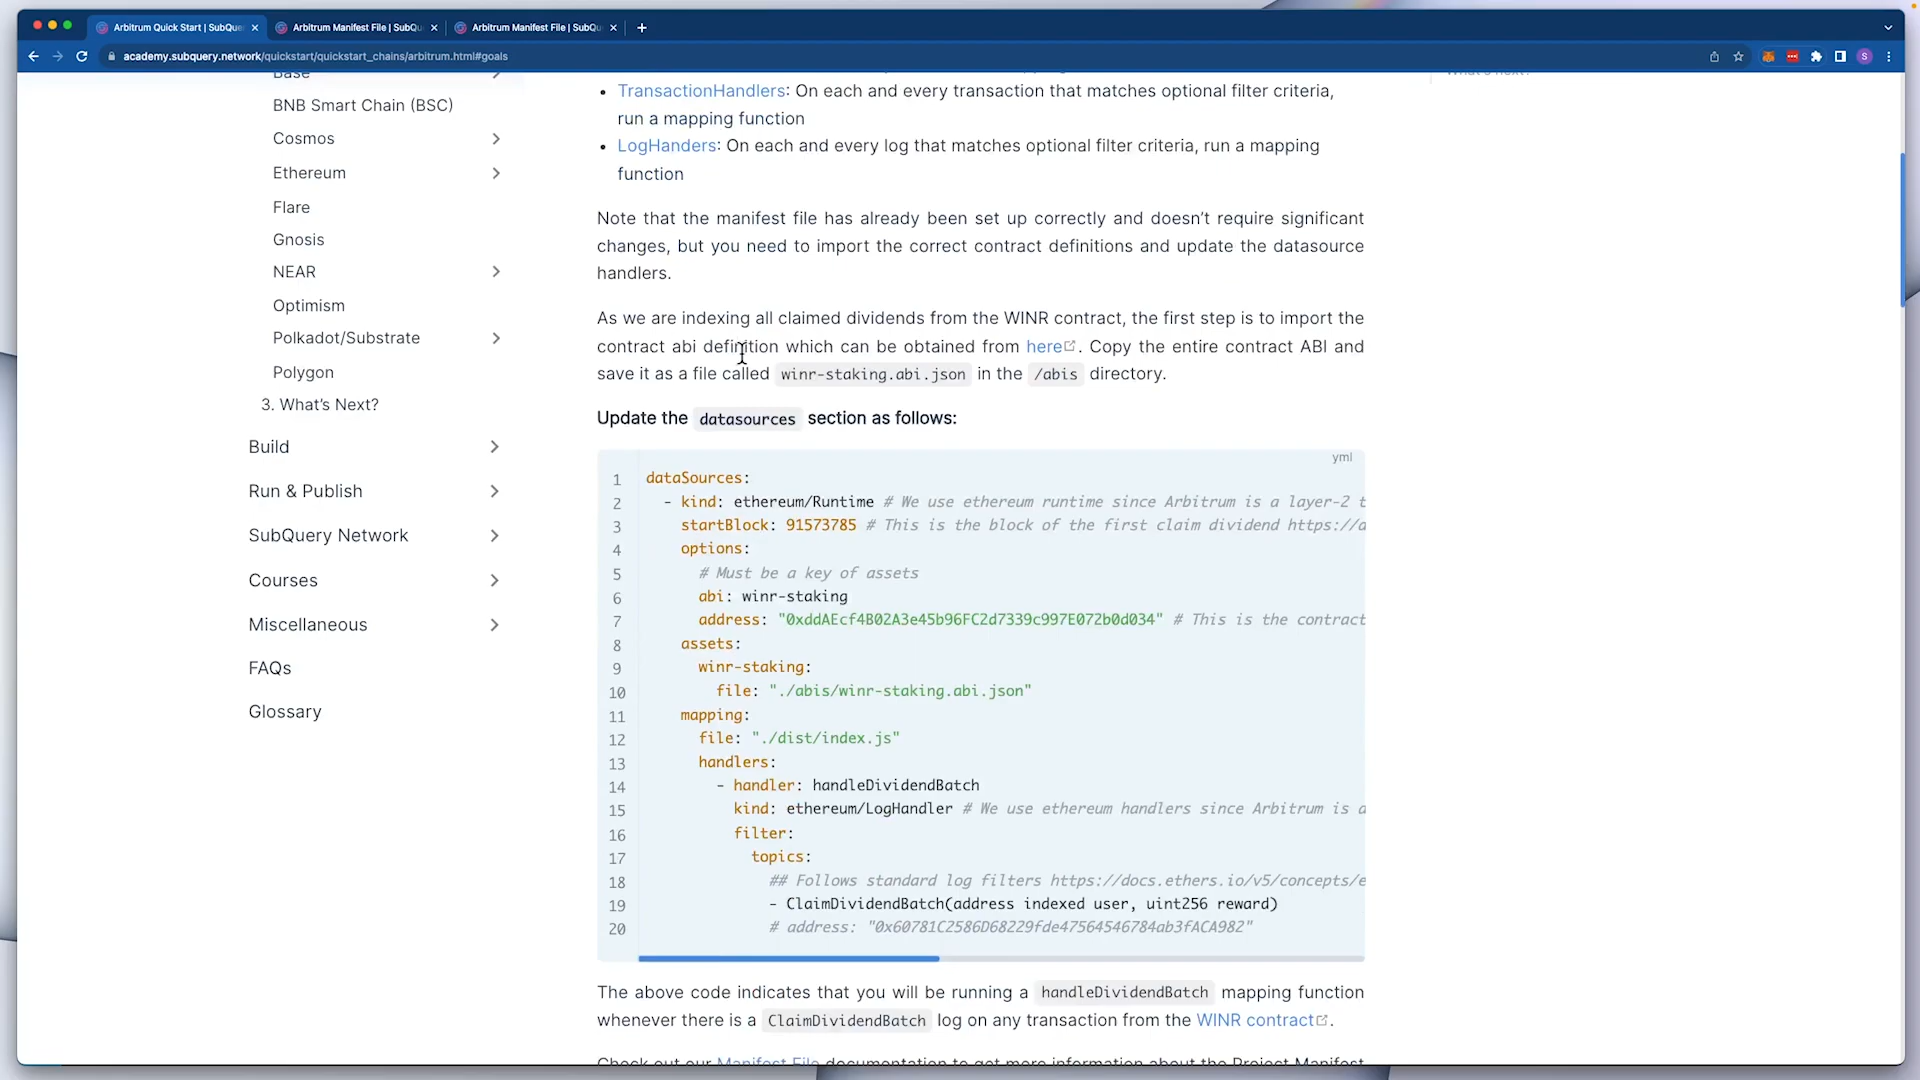 Arbitrum Quick Start | SubQue
Arbitrum Manifest File | SubQu
Arbitrum Manifest File | SubQu
academy.subquery.network/quickstart/quickstart_chains/arbitrum.html#goals
S
Base
BNB Smart Chain (BSC)
Cosmos
Ethereum
Flare
Gnosis
NEAR
Optimism
Polkadot/Substrate
Polygon
3. What's Next?
Build
Run & Publish
SubQuery Network
Courses
Miscellaneous
FAQs
Glossary
What's next?
• TransactionHandlers: On each and every transaction that matches optional filter criteria,
run a mapping function
• LogHanders: On each and every log that matches optional filter criteria, run a mapping
function
Note that the manifest file has already been set up correctly and doesn't require significant
changes, but you need to import the correct contract definitions and update the datasource
handlers.
As we are indexing all claimed dividends from the WINR contract, the first step is to import the
contract abi definition which can be obtained from here. Copy the entire contract ABI and
save it as a file called winr-staking.abi.json in the /abis directory.
Update the datasources section as follows:
yml
1 dataSources:
2 - kind: ethereum/Runtime # We use ethereum runtime since Arbitrum is a layer-2 t
3 startBlock: 91573785 # This is the block of the first claim dividend https://a
4 options:
5 # Must be a key of assets
6 abi: winr-staking
7 address: "0xddAEcf4B02A3e45b96FC2d7339c997E072b0d034" # This is the contract
8 assets:
9 winr-staking:
10 file: "./abis/winr-staking.abi.json"
11 mapping:
12 file: "./dist/index.js"
13 handlers:
14 - handler: handleDividendBatch
15 kind: ethereum/LogHandler # We use ethereum handlers since Arbitrum is a
16 filter:
17 topics:
18 ## Follows standard log filters https://docs.ethers.io/v5/concepts/e
19 - ClaimDividendBatch(address indexed user, uint256 reward)
20 # address: "0x60781C2586D68229fde47564546784ab3fACA982"
The above code indicates that you will be running a handleDividendBatch mapping function
whenever there is a ClaimDividendBatch log on any transaction from the WINR contract.
Check out our Manifest File documentation to get more information about the Project Manifest